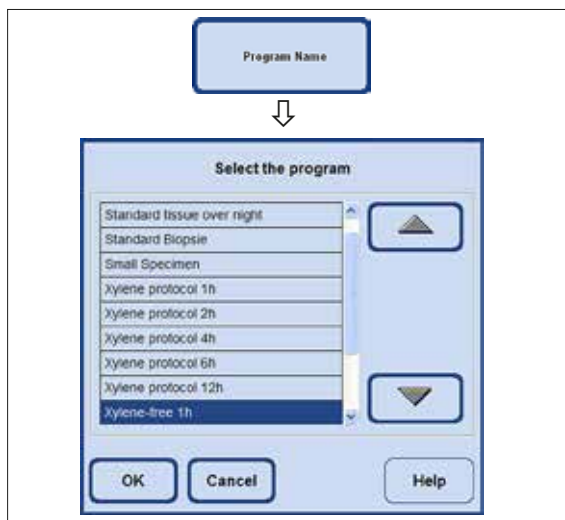 Program Name
Select the program
Standard tissue over night
Standard Biopsie
Small Specimen
Xylene protocol 1h
Xylene protocol 2h
Xylene protocol 4h
Xylene protocol 6h
Xylene protocol 12h
Xylene-free 1h
OK
Cancel
Help